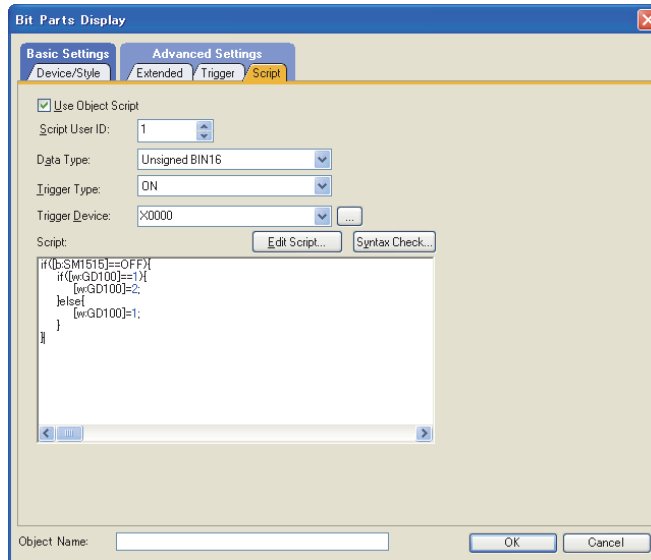 Bit Parts Display
Basic Settings
Advanced Settings
Device/Style
Extended
Trigger
Script
Use Object Script
Script User ID:
1
Data Type:
Unsigned BIN16
Trigger Type:
ON
Trigger Device:
X0000
...
Script:
Edit Script...
Syntax Check...
if([b:SM1515]==OFF){
if([w:GD100]==1){
[w:GD100]=2;
}else{
[w:GD100]=1;
}
}
Object Name:
OK
Cancel